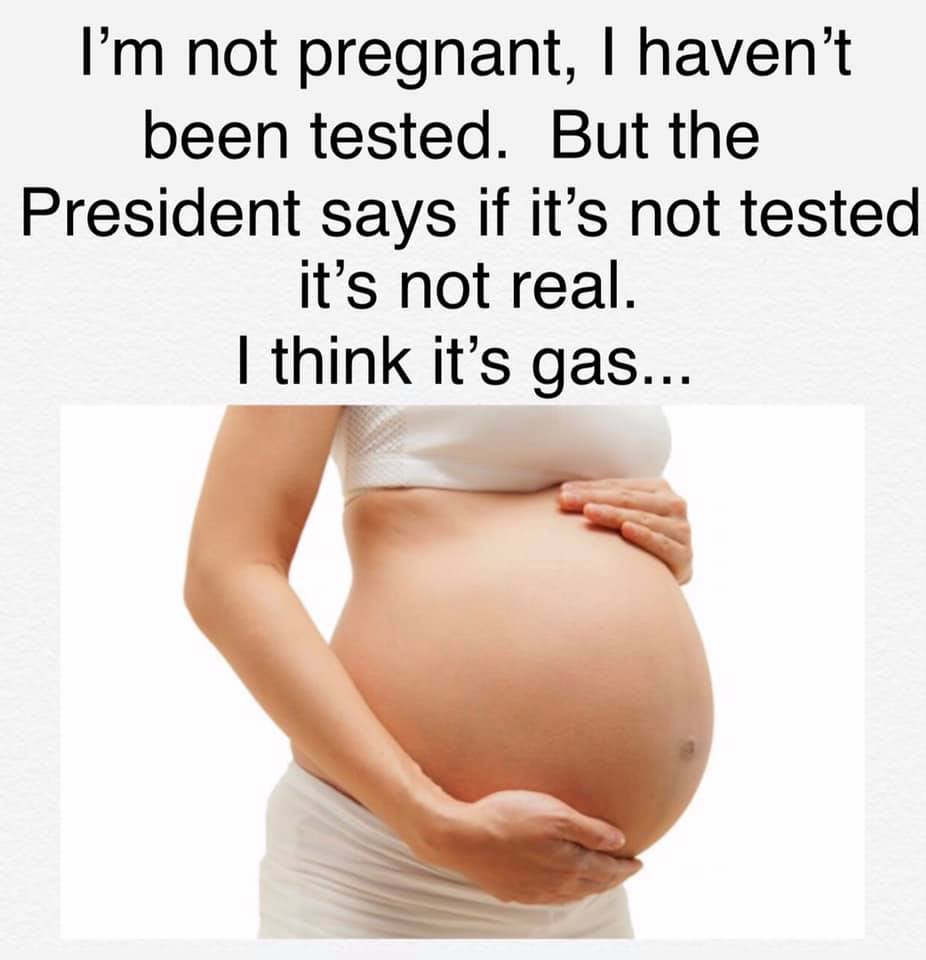 I’m not pregnant, I haven’t
been tested.  But the
President says if it’s not tested
it’s not real.
I think it’s gas...